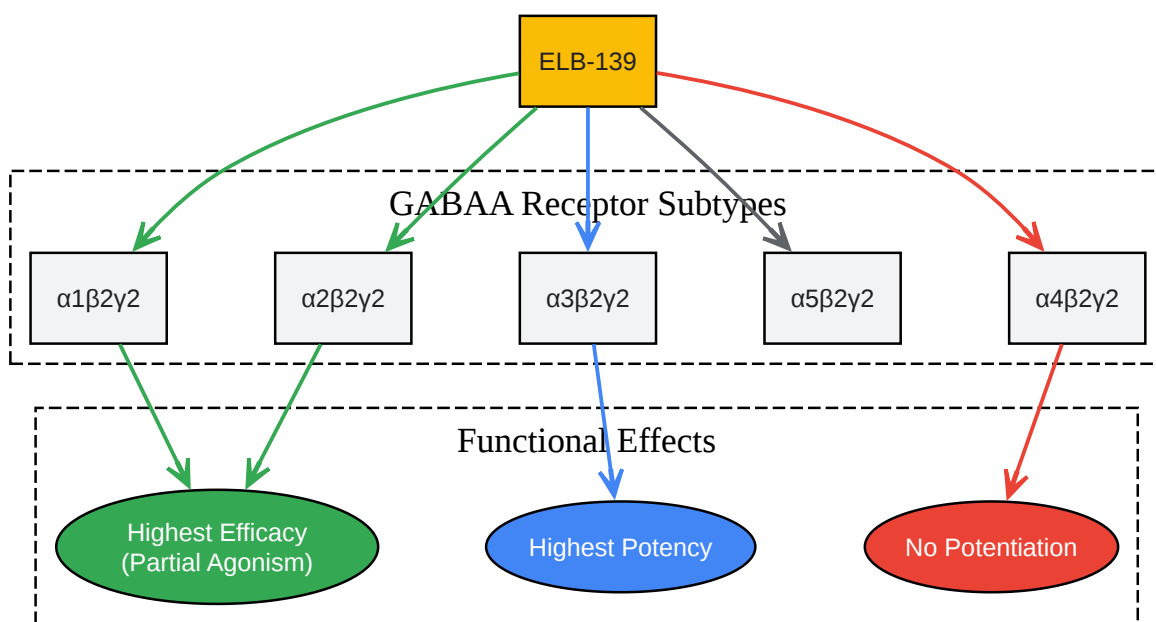 ELB-139
GABAA Receptor Subtypes
α1β2γ2
α2β2γ2
α3β2γ2
α5β2γ2
α4β2γ2
Functional Effects
Highest Efficacy
(Partial Agonism)
Highest Potency
No Potentiation